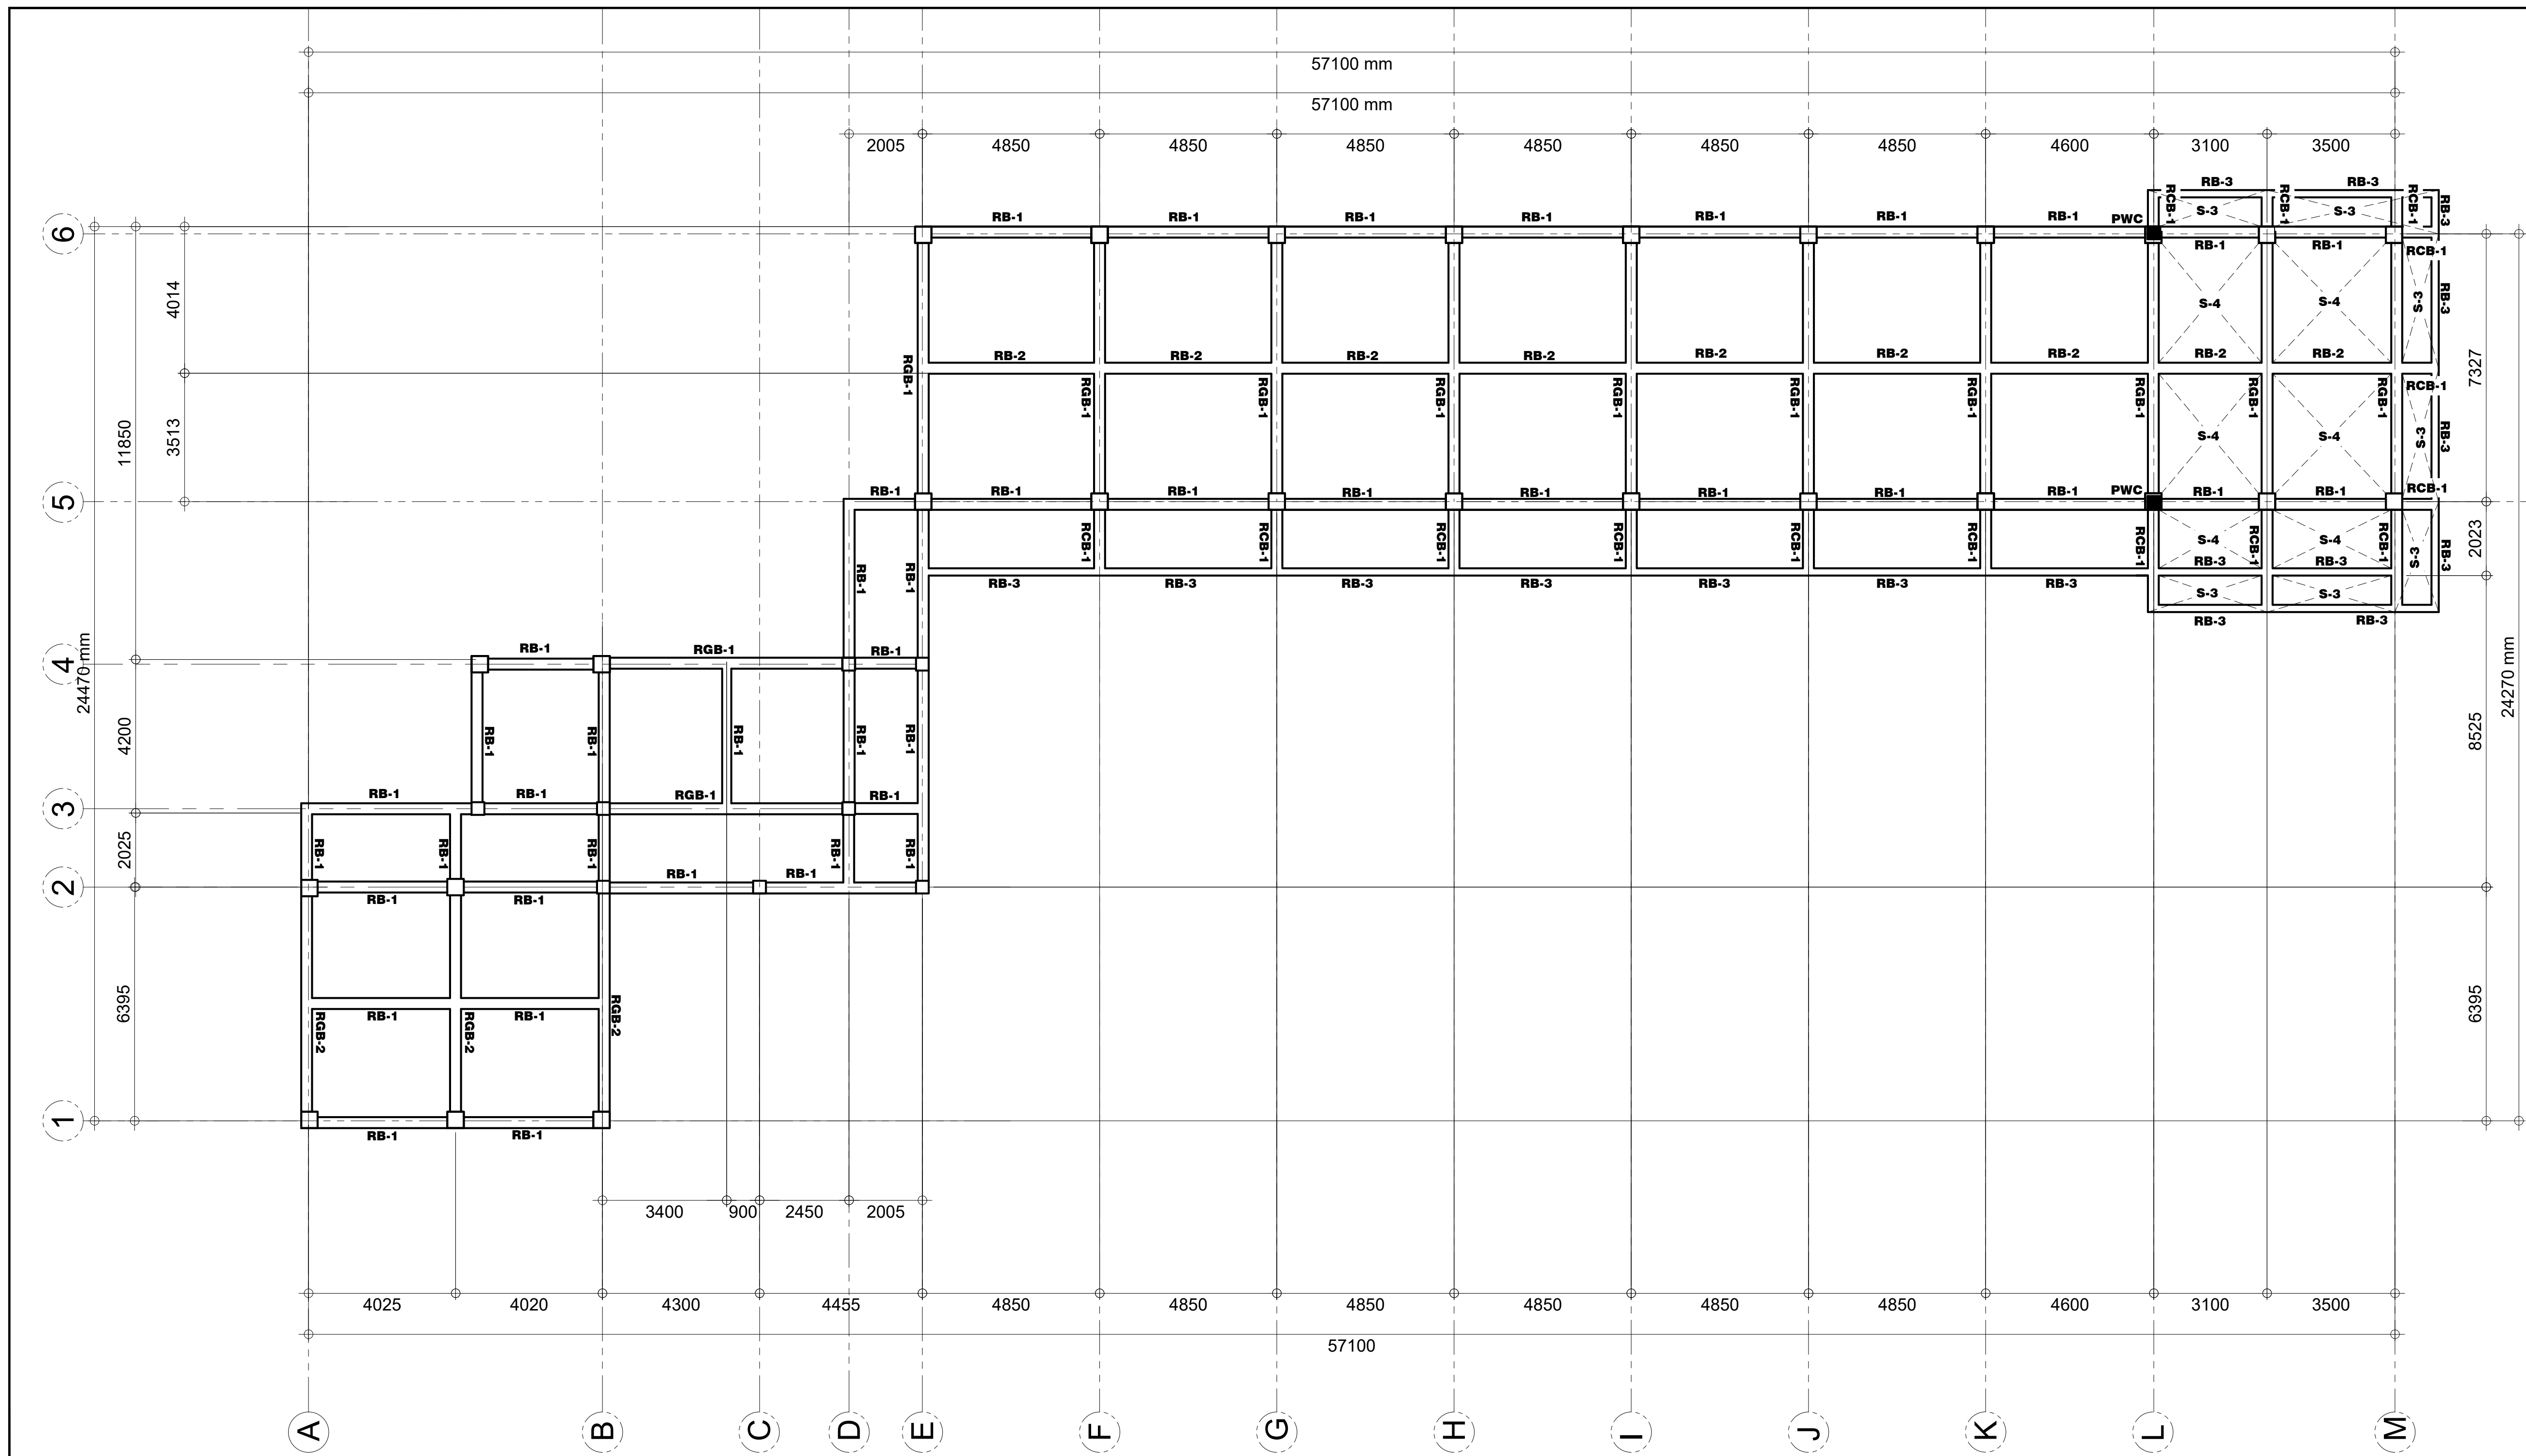 57100 mm
57100 mm
2005 4850 4850 4850 4850 4850 4850 4600 3100 3500
RB-3 RB-3
RCB-1 RCB-1 RCB-1 RB-3
S-3 S-3
RB-1 RB-1 RB-1 RB-1 RB-1 RB-1 RB-1 PWC
6
RB-1 RB-1 RCB-1
4014
S-4 S-4 S-3 RB-3
RB-2 RB-2 RB-2 RB-2 RB-2 RB-2 RB-2 RB-2 RB-2
7327
RGB-1
RCB-1
RGB-1 RGB-1 RGB-1 RGB-1 RGB-1 RGB-1 RGB-1 RGB-1
11850
3513
S-4 S-4 S-3 RB-3
RB-1 RB-1 RB-1 RB-1 RB-1 RB-1 RB-1 RB-1 PWC RB-1 RB-1 RCB-1
5
RCB-1 RCB-1 RCB-1 RCB-1 RCB-1 RCB-1 RCB-1 RCB-1
S-4 S-4 S-3 RB-3
2023
RB-3 RB-3
RB-1 RB-1
RB-3 RB-3 RB-3 RB-3 RB-3 RB-3 RB-3
S-3 S-3
RB-3 RB-3
RB-1 RGB-1 RB-1
4
24470 mm
24270 mm
4200
RB-1 RB-1 RB-1 RB-1 RB-1
8525
RB-1 RB-1 RGB-1 RB-1
3
2025
RB-1 RB-1 RB-1 RB-1 RB-1
RB-1 RB-1
2
RB-1 RB-1
6395
RB-1 RB-1
RGB-2 RGB-2 RGB-2
6395
1
RB-1 RB-1
3400 900 2450 2005
4025 4020 4300 4455 4850 4850 4850 4850 4850 4850 4600 3100 3500
57100
A B C D E F G H I J K L M